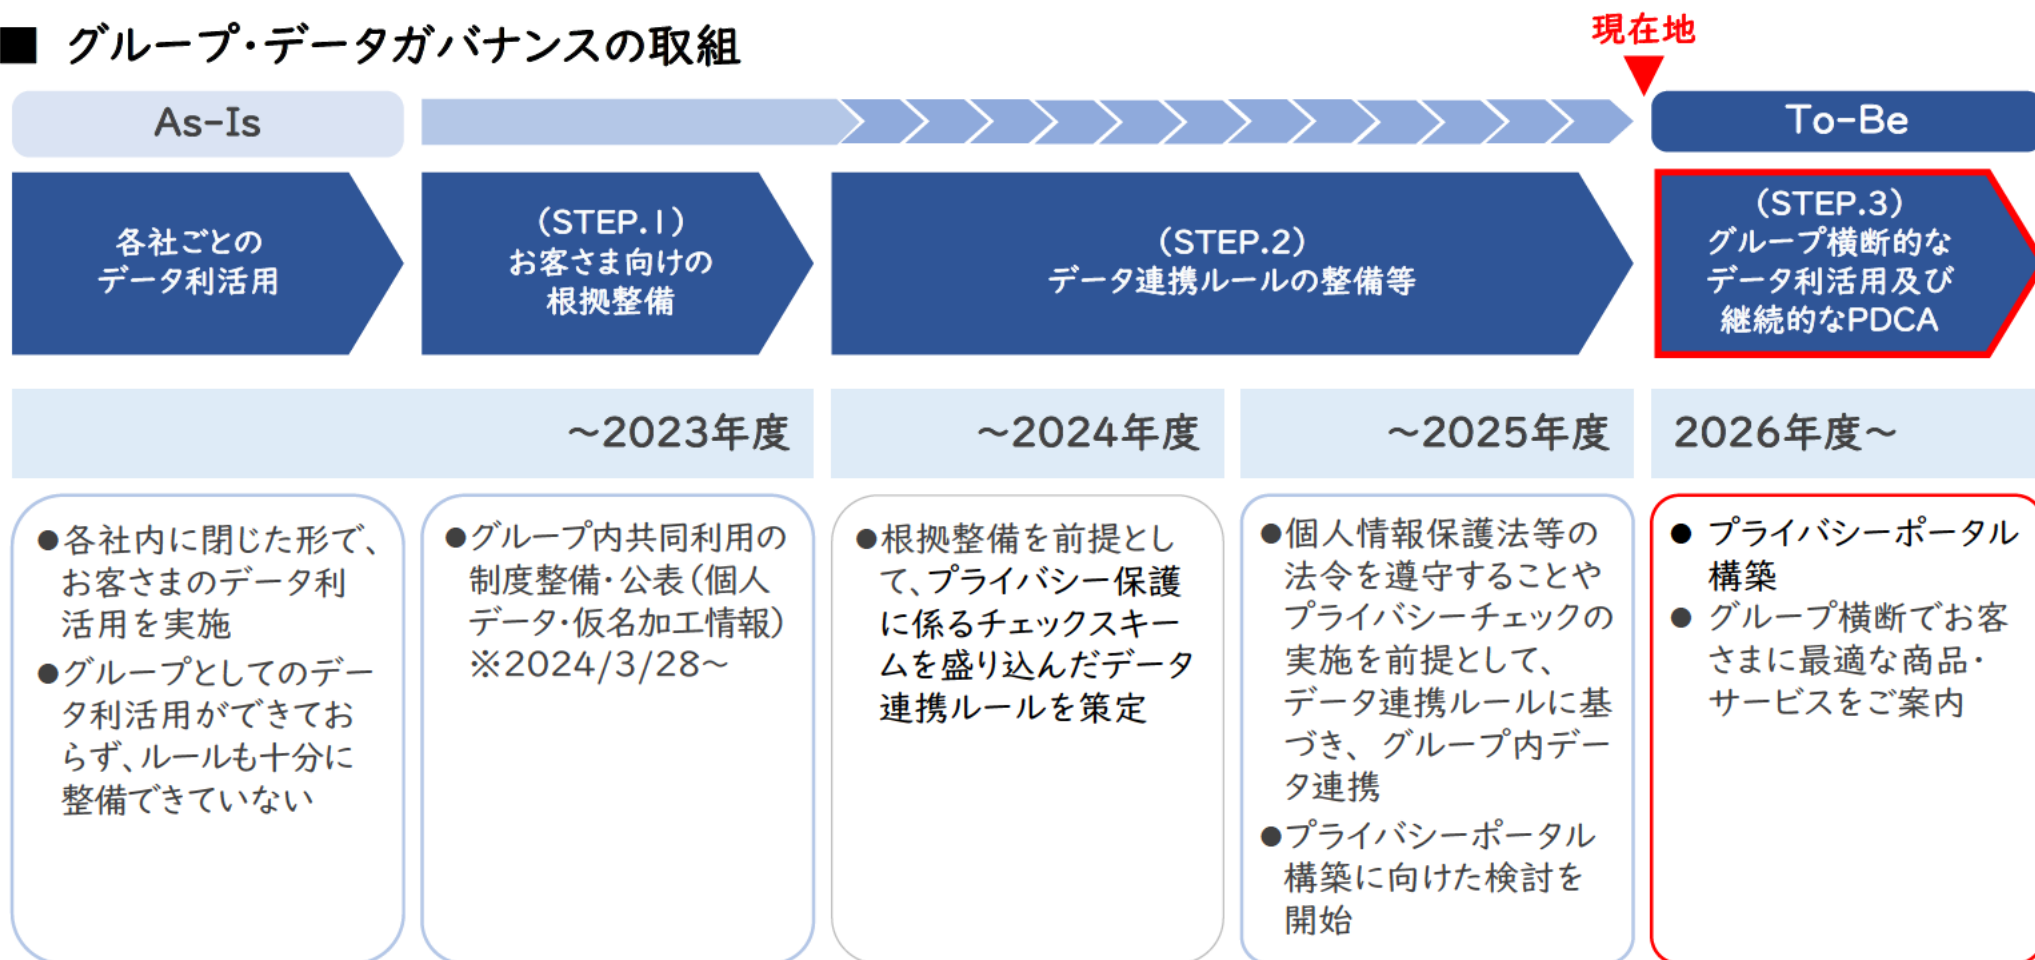 ■ グループ・データガバナンスの取組
現在地
As-Is
To-Be
各社ごとの
データ利活用
(STEP.1)
お客さま向けの
根拠整備
(STEP.2)
データ連携ルールの整備等
(STEP.3)
グループ横断的な
データ利活用及び
継続的なPDCA
~2023年度
~2024年度
~2025年度
2026年度~
●各社内に閉じた形で、
お客さまのデータ利
活用を実施
●グループとしてのデー
タ利活用ができてお
らず、ルールも十分に
整備できていない
●グループ内共同利用の
制度整備・公表(個人
データ・仮名加工情報)
※2024/3/28~
●根拠整備を前提とし
て、プライバシー保護
に係るチェックスキー
ムを盛り込んだデータ
連携ルールを策定
●個人情報保護法等の
法令を遵守することや
プライバシーチェックの
実施を前提として、
データ連携ルールに基
づき、グループ内デー
タ連携
●プライバシーポータル
構築に向けた検討を
開始
● プライバシーポータル
構築
● グループ横断でお客
さまに最適な商品・
サービスをご案内